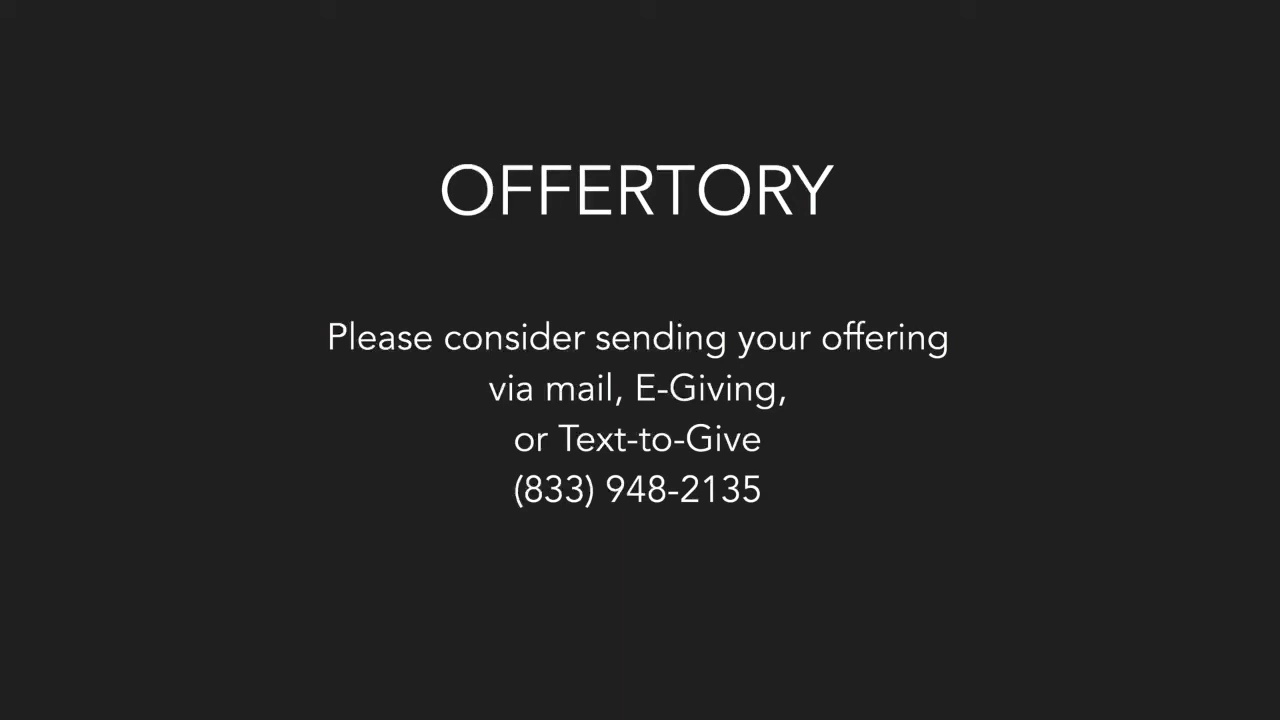 OFFERTORY
Please consider sending your offering
via mail, E-Giving,
or Text-to-Give
(833) 948-2135